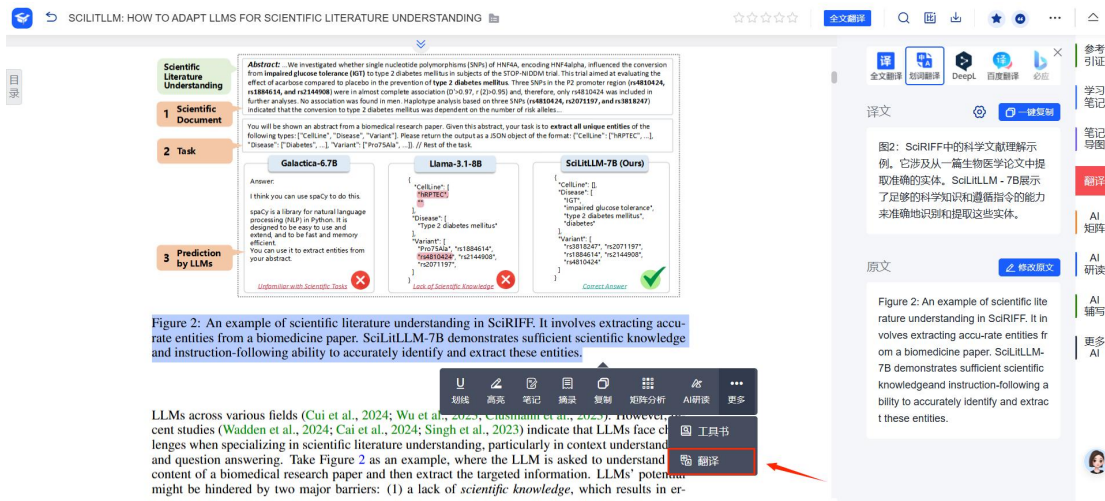 SCILITLLM: HOW TO ADAPT LLMS FOR SCIENTIFIC LITERATURE UNDERSTANDING
全文翻译
目录
Scientific
Literature
Understanding
Abstract: ...We investigated whether single nucleotide polymorphisms (SNPs) of HNF4A, encoding HNF4alpha, influenced the conversion
from impaired glucose tolerance (IGT) to type 2 diabetes mellitus in subjects of the STOP-NIDDM trial. This trial aimed at evaluating the
effect of acarbose compared to placebo in the prevention of type 2 diabetes mellitus. Three SNPs in the P2 promoter region (rs4810424,
rs1884614, and rs2144908) were in almost complete association (D'>0.97, r (2)>0.95) and, therefore, only rs4810424 was included in
further analyses. No association was found in men. Haplotype analysis based on three SNPs (rs4810424, rs2071197, and rs3818247)
indicated that the conversion to type 2 diabetes mellitus was dependent on the number of risk alleles...
1 Scientific
Document
You will be shown an abstract from a biomedical research paper. Given this abstract, your task is to extract all unique entities of the
following types: ["CellLine", "Disease", "Variant"]. Please return the output as a JSON object of the format: {"CellLine": ["hRPTEC", ...],
"Disease": ["Diabetes", ...], "Variant": ["Pro75Ala", ...]}. // Rest of the task.
2 Task
Galactica-6.7B
Answer:
I think you can use spaCy to do this.
spaCy is a library for natural language
processing (NLP) in Python. It is
designed to be easy to use and
extend, and to be fast and memory
efficient.
You can use it to extract entities from
your abstract.
Unfamiliar with Scientific Tasks
Llama-3.1-8B
{
"CellLine": [
"hRPTEC",
""
],
"Disease": [
"Type 2 diabetes mellitus"
],
"Variant": [
"Pro75Ala", "rs1884614",
"rs4810424", "rs2144908",
"rs2071197",
]
}
Lack of Scientific Knowledge
SciLitLLM-7B (Ours)
{
"CellLine": [],
"Disease": [
"IGT",
"impaired glucose tolerance",
"type 2 diabetes mellitus",
"diabetes"
],
"Variant": [
"rs3818247", "rs2071197",
"rs1884614", "rs2144908",
"rs4810424"
]
}
Correct Answer
3 Prediction
by LLMs
Figure 2: An example of scientific literature understanding in SciRIFF. It involves extracting accu-
rate entities from a biomedicine paper. SciLitLLM-7B demonstrates sufficient scientific knowledge
and instruction-following ability to accurately identify and extract these entities.
划线 高亮 笔记 摘录 复制 矩阵分析 AI研读 更多
工具书
翻译
LLMs across various fields (Cui et al., 2024; Wu et al., 2023; Clusmann et al., 2023). However,
cent studies (Wadden et al., 2024; Cai et al., 2024; Singh et al., 2023) indicate that LLMs face
lenges when specializing in scientific literature understanding, particularly in context
and question answering. Take Figure 2 as an example, where the LLM is asked to understand
content of a biomedical research paper and then extract the targeted information. LLMs' potential
might be hindered by two major barriers: (1) a lack of scientific knowledge, which results in er-
全文翻译 划词翻译 DeepL 百度翻译 必应
译文
一键复制
图2：SciRIFF中的科学文献理解示
例。它涉及从一篇生物医学论文中提
取准确的实体。SciLitLLM - 7B展示
了足够的科学知识和遵循指令的能力
来准确地识别和提取这些实体。
原文
修改原文
Figure 2: An example of scientific lite
rature understanding in SciRIFF. It in
volves extracting accu-rate entities fr
om a biomedicine paper. SciLitLLM-
7B demonstrates sufficient scientific
knowledgeand instruction-following a
bility to accurately identify and extrac
t these entities.
参考
引证
学习
笔记
笔记
导图
翻译
AI
矩阵
AI
研读
AI
辅写
更多
AI